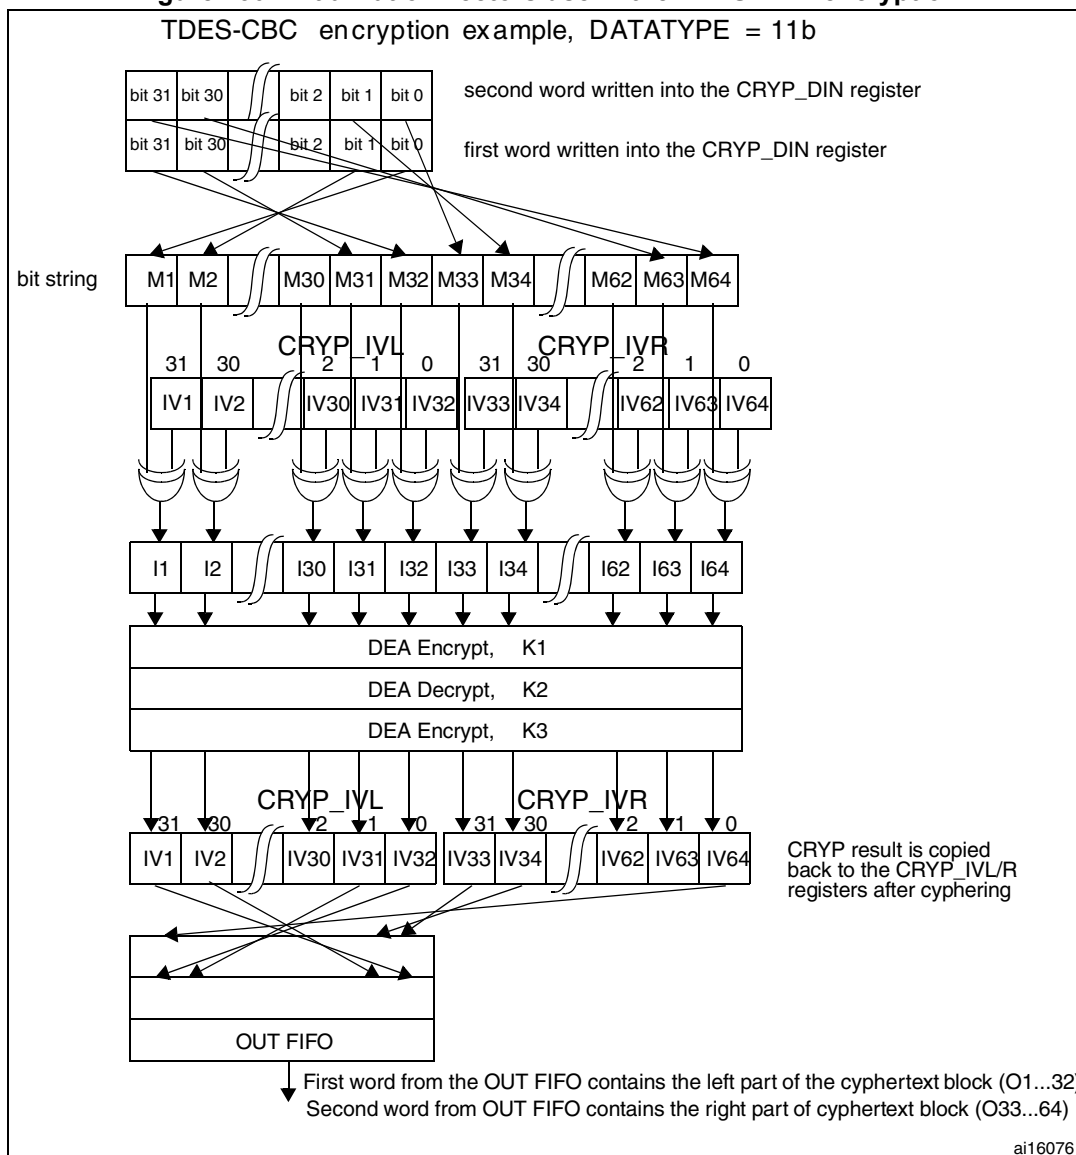 TDES-CBC encryption example, DATATYPE = 11b
bit 31 bit 30 bit 2 bit 1 bit 0 second word written into the CRYP_DIN register
bit 31 bit 30 bit 2 bit 1 bit 0 first word written into the CRYP_DIN register
bit string M1 M2 M30 M31 M32 M33 M34 M62 M63 M64
CRYP_IVL CRYP_IVR
31 30 2 1 0 31 30 2 1 0
IV1 IV2 IV30 IV31 IV32 IV33 IV34 IV62 IV63 IV64
I1 I2 I30 I31 I32 I33 I34 I62 I63 I64
DEA Encrypt, K1
DEA Decrypt, K2
DEA Encrypt, K3
CRYP_IVL CRYP_IVR
31 30 2 1 0 31 30 2 1 0
IV1 IV2 IV30 IV31 IV32 IV33 IV34 IV62 IV63 IV64
CRYP result is copied
back to the CRYP_IVL/R
registers after cyphering
OUT FIFO
First word from the OUT FIFO contains the left part of the cyphertext block (O1...32)
Second word from OUT FIFO contains the right part of cyphertext block (O33...64)
ai16076